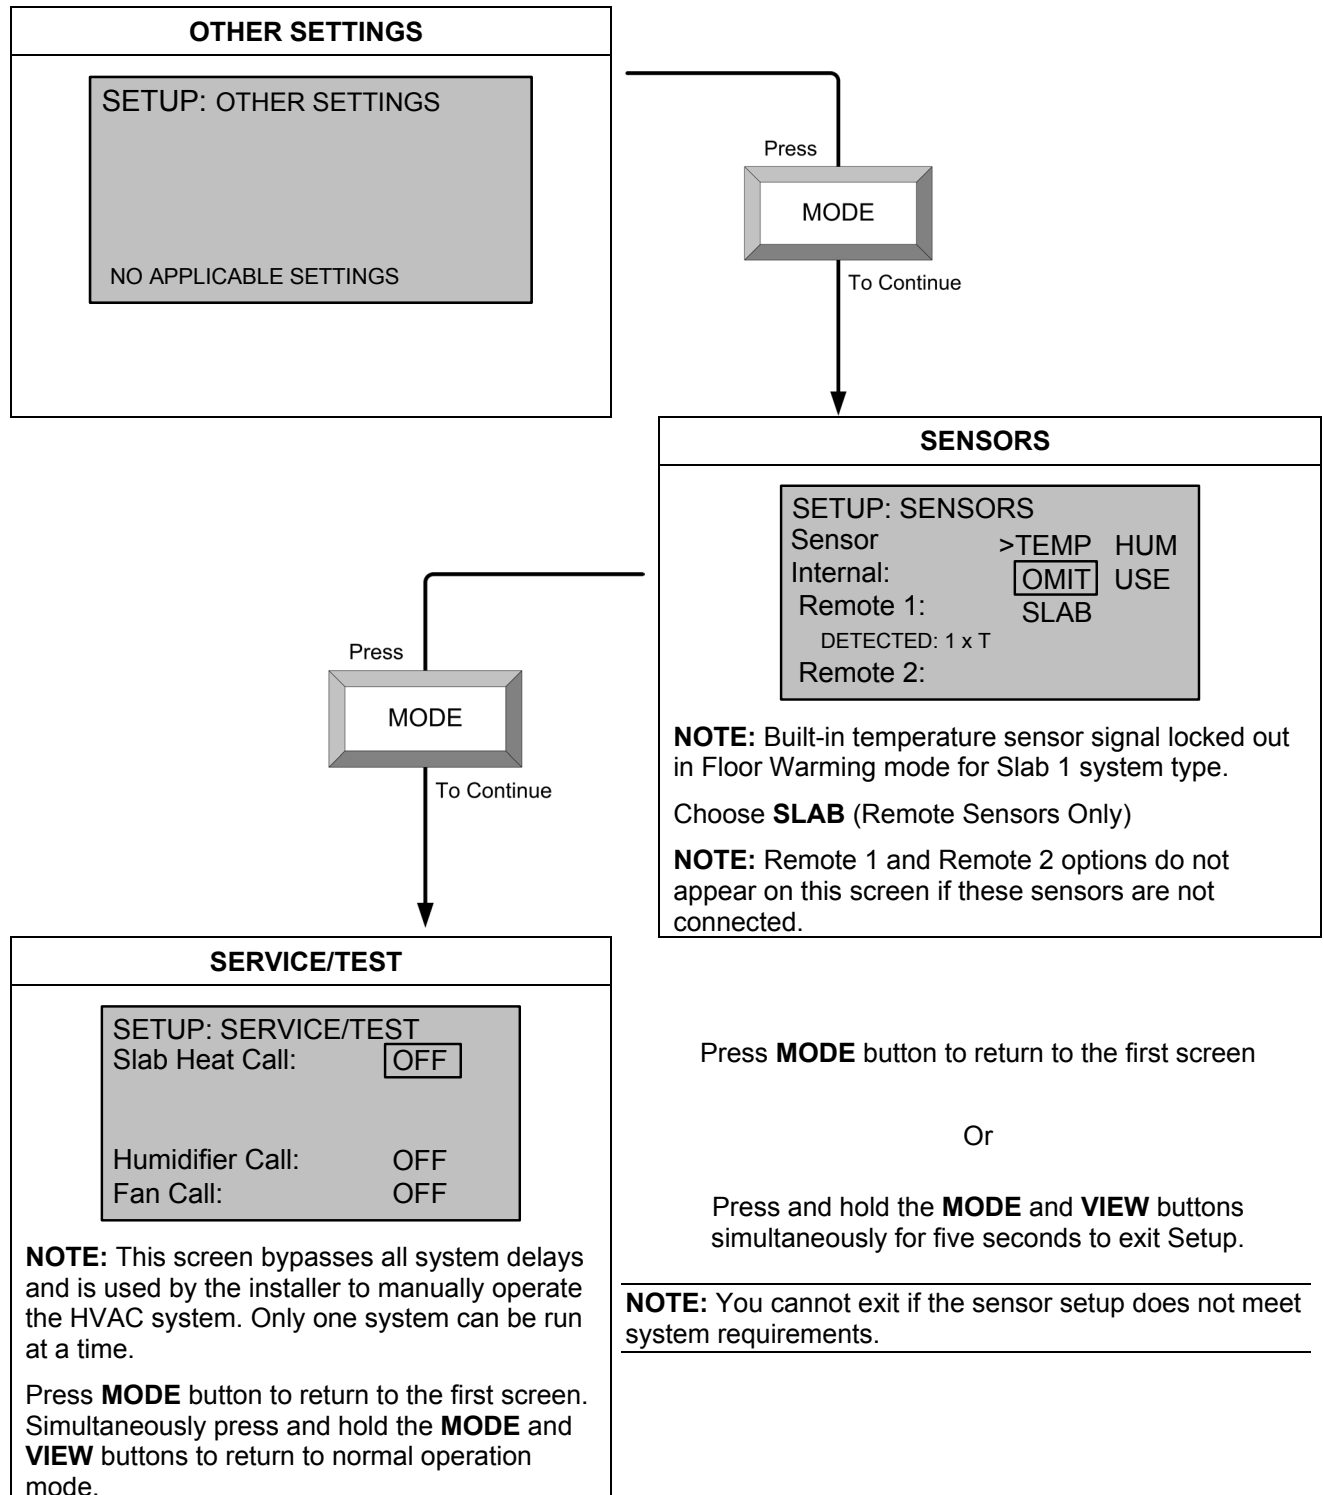 OTHER SETTINGS
SETUP: OTHER SETTINGS
NO APPLICABLE SETTINGS
Press
MODE
To Continue
SENSORS
SETUP: SENSORS
Sensor >TEMP HUM
Internal: OMIT USE
Remote 1: SLAB
DETECTED: 1 x T
Remote 2:
NOTE: Built-in temperature sensor signal locked out
in Floor Warming mode for Slab 1 system type.
Choose SLAB (Remote Sensors Only)
NOTE: Remote 1 and Remote 2 options do not
appear on this screen if these sensors are not
connected.
Press
MODE
To Continue
SERVICE/TEST
SETUP: SERVICE/TEST
Slab Heat Call: OFF
Humidifier Call: OFF
Fan Call: OFF
NOTE: This screen bypasses all system delays
and is used by the installer to manually operate
the HVAC system. Only one system can be run
at a time.
Press MODE button to return to the first screen.
Simultaneously press and hold the MODE and
VIEW buttons to return to normal operation
mode.
Press MODE button to return to the first screen
Or
Press and hold the MODE and VIEW buttons
simultaneously for five seconds to exit Setup.
NOTE: You cannot exit if the sensor setup does not meet
system requirements.